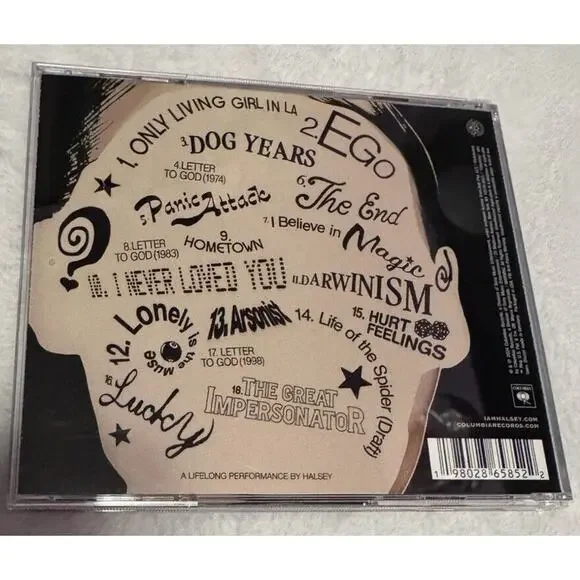 1. ONLY LIVING GIRL IN LA
2. EGO
3. DOG YEARS
4. LETTER
TO GOD (1974)
5. Panic Attack
6. The End
7. I Believe in Magic
8. LETTER
TO GOD (1983)
9.
HOMETOWN
10. I NEVER LOVED YOU
11. DARWINISM
12. Lonely is the Muse
13. Arsonist
14. Life of the Spider (Draft)
15. HURT
FEELINGS
16. Lucky
17. LETTER
TO GOD (1998)
18.
THE GREAT
IMPERSONATOR
A LIFELONG PERFORMANCE BY HALSEY
COLUMBIA
IAMHALSEY.COM
COLUMBIARECORDS.COM
1 98028 65852 2